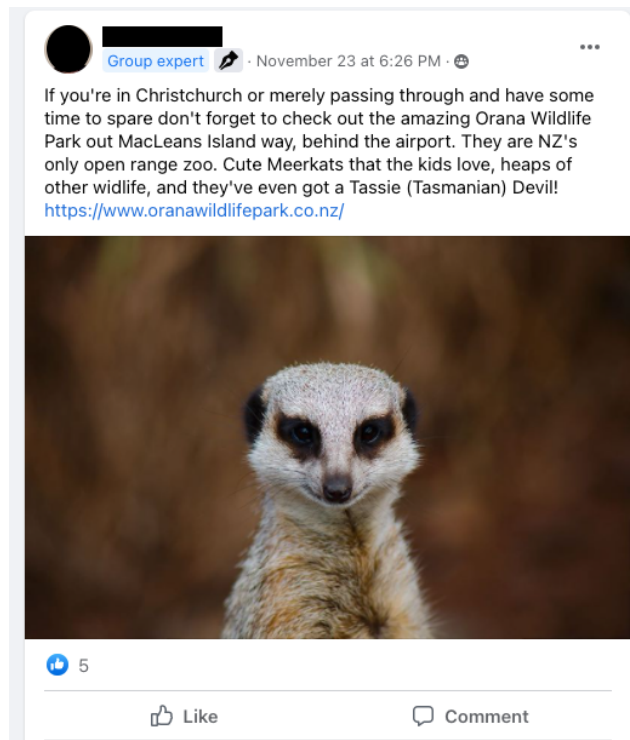 Group expert · November 23 at 6:26 PM ·
If you're in Christchurch or merely passing through and have some
time to spare don't forget to check out the amazing Orana Wildlife
Park out MacLeans Island way, behind the airport. They are NZ's
only open range zoo. Cute Meerkats that the kids love, heaps of
other widlife, and they've even got a Tassie (Tasmanian) Devil!
https://www.oranawildlifepark.co.nz/
5
Like Comment